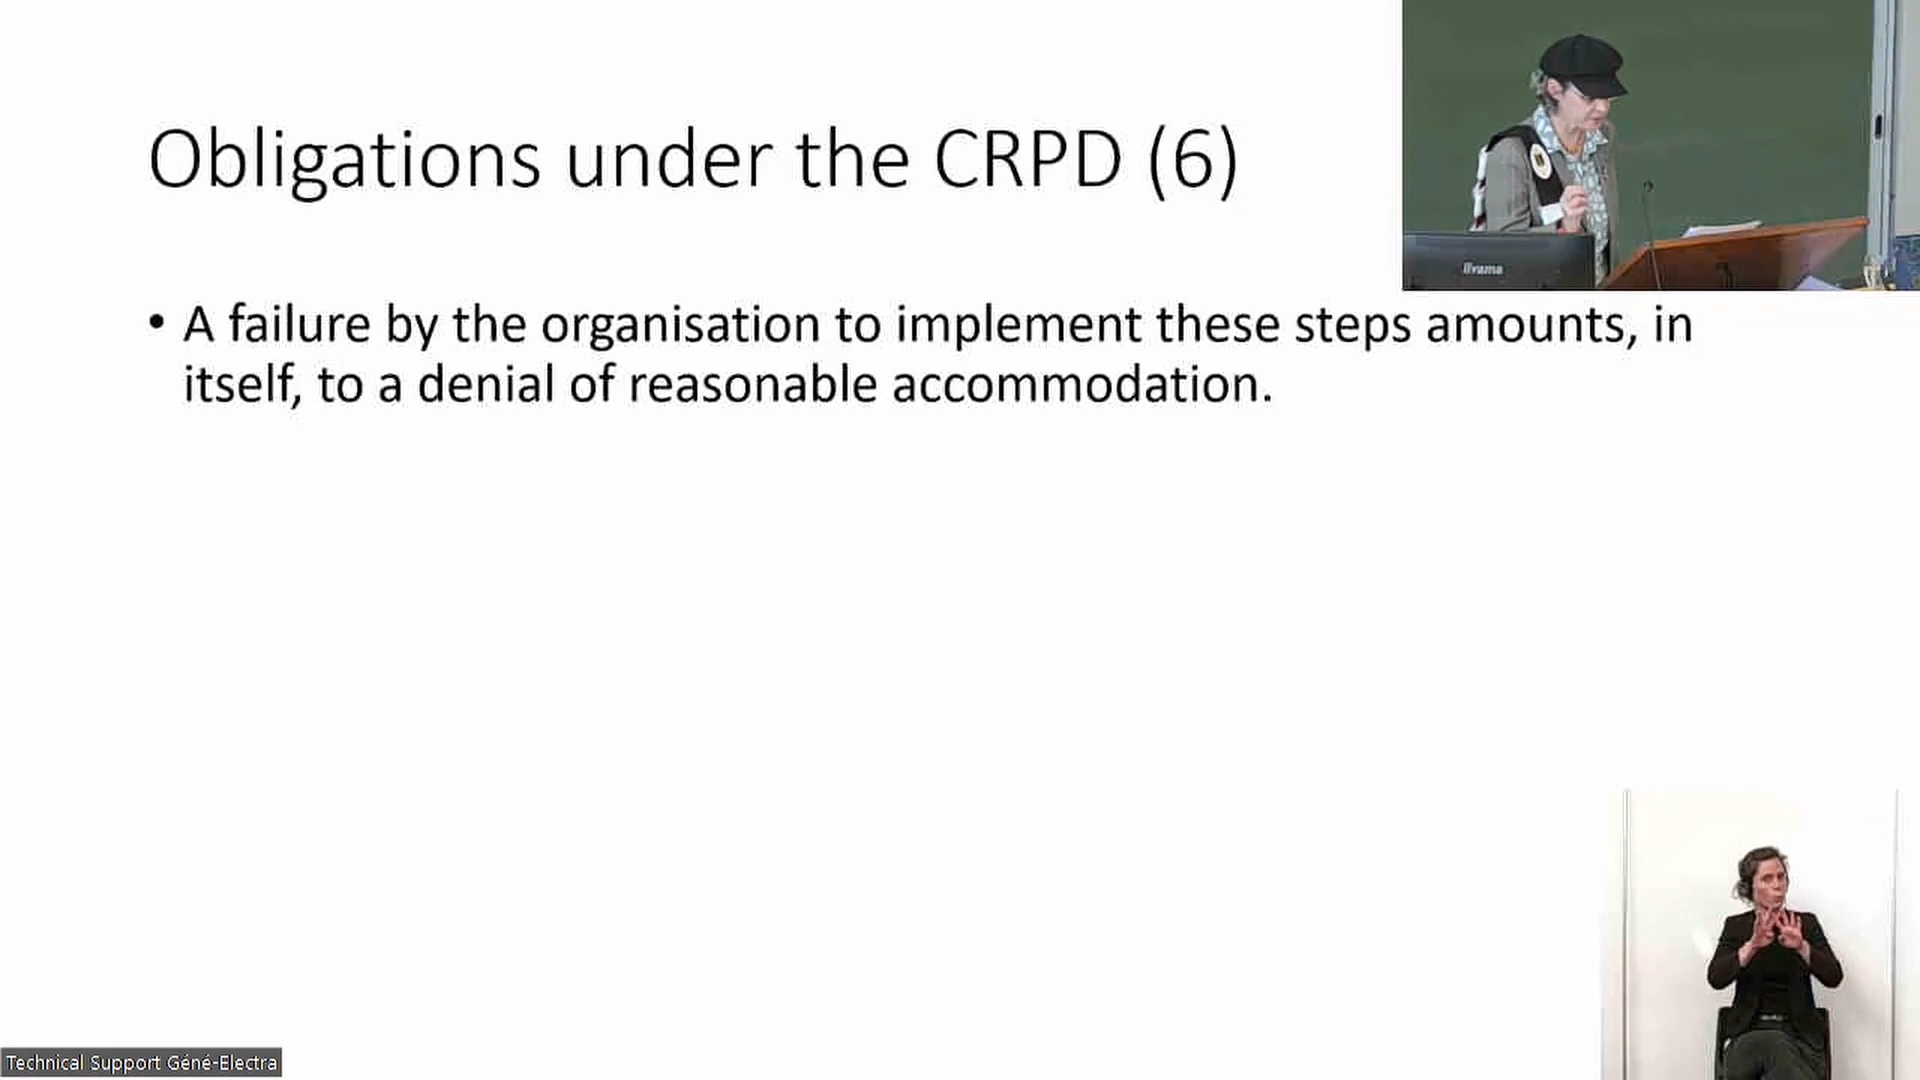 Obligations under the CRPD (6)
• A failure by the organisation to implement these steps amounts, in
itself, to a denial of reasonable accommodation.
iiyama
Technical Support Géné-Electra